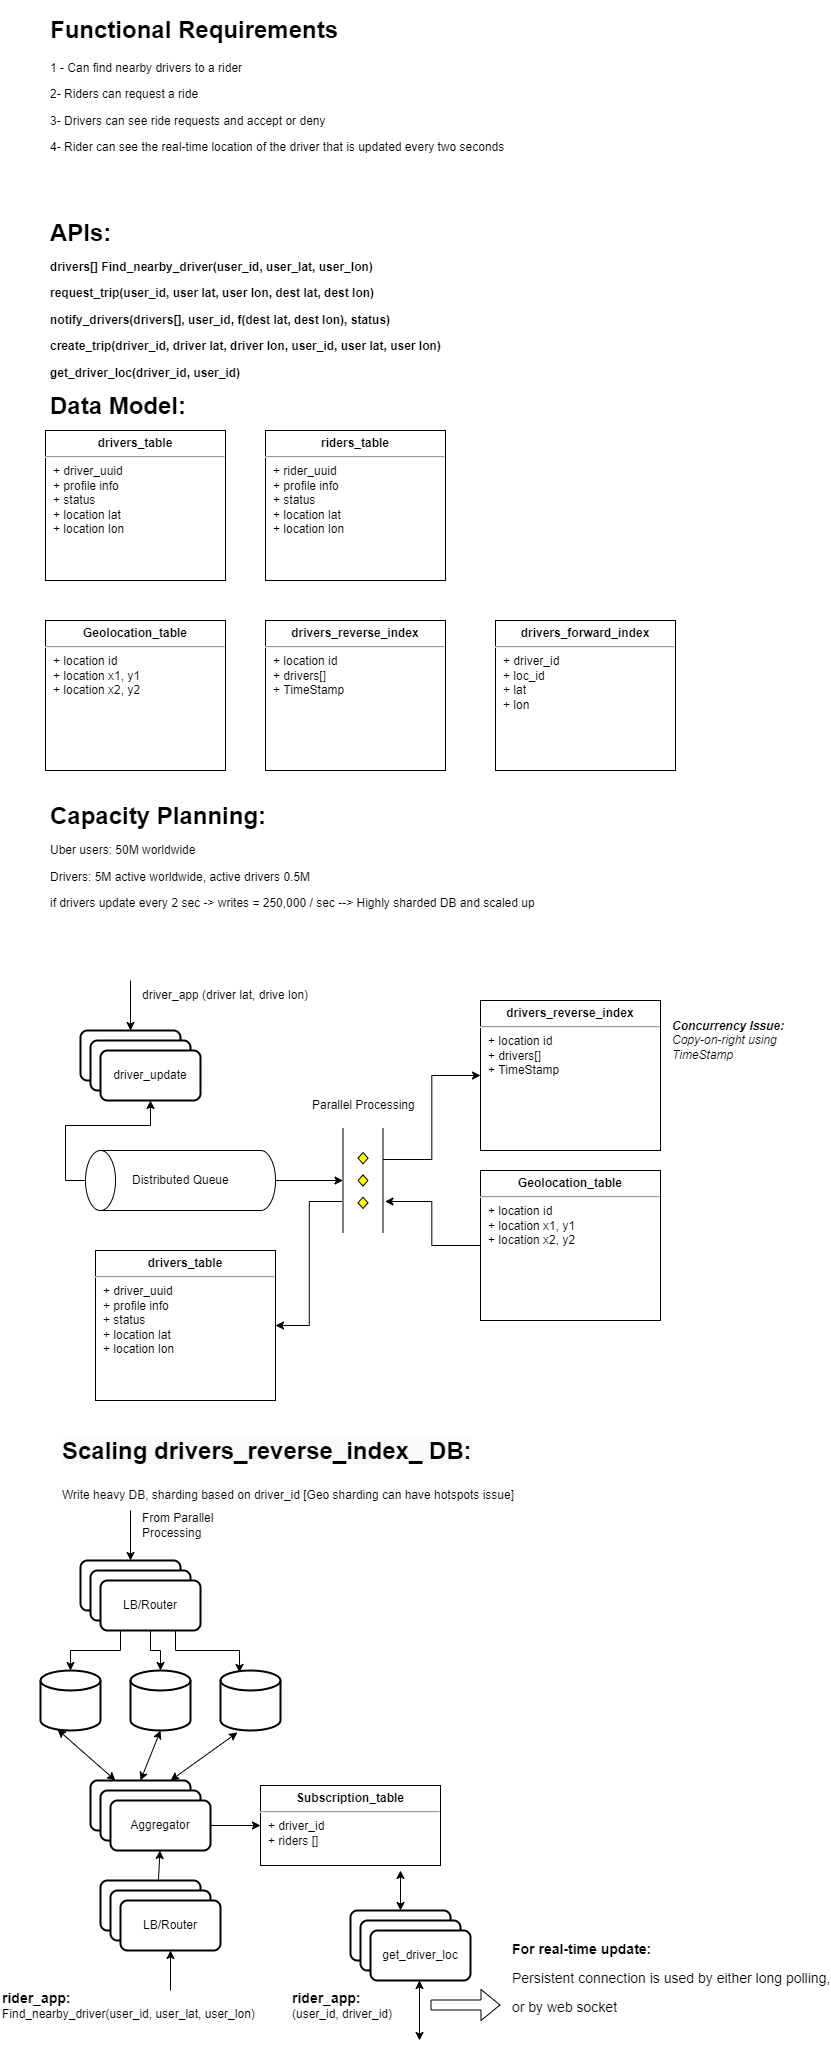 Functional Requirements
1 - Can find nearby drivers to a rider
2- Riders can request a ride
3- Drivers can see ride requests and accept or deny
4- Rider can see the real-time location of the driver that is updated every two seconds
APIs:
drivers[] Find_nearby_driver(user_id, user_lat, user_lon)
request_trip(user_id, user lat, user lon, dest lat, dest lon)
notify_drivers(drivers[], user_id, f(dest lat, dest lon), status)
create_trip(driver_id, driver lat, driver lon, user_id, user lat, user lon)
get_driver_loc(driver_id, user_id)
Data Model:
drivers_table
+ driver_uuid
+ profile info
+ status
+ location lat
+ location lon
riders_table
+ rider_uuid
+ profile info
+ status
+ location lat
+ location lon
Geolocation_table
+ location id
+ location x1, y1
+ location x2, y2
drivers_reverse_index
+ location id
+ drivers[]
+ TimeStamp
drivers_forward_index
+ driver_id
+ loc_id
+ lat
+ lon
Capacity Planning:
Uber users: 50M worldwide
Drivers: 5M active worldwide, active drivers 0.5M
if drivers update every 2 sec -> writes = 250,000 / sec --> Highly sharded DB and scaled up
driver_app (driver lat, drive lon)
driver_update
Distributed Queue
Parallel Processing
drivers_reverse_index
+ location id
+ drivers[]
+ TimeStamp
Concurrency Issue:
Copy-on-right using
TimeStamp
Geolocation_table
+ location id
+ location x1, y1
+ location x2, y2
drivers_table
+ driver_uuid
+ profile info
+ status
+ location lat
+ location lon
Scaling drivers_reverse_index_ DB:
Write heavy DB, sharding based on driver_id [Geo sharding can have hotspots issue]
From Parallel
Processing
LB/Router
Aggregator
Subscription_table
+ driver_id
+ riders []
LB/Router
get_driver_loc
rider_app:
Find_nearby_driver(user_id, user_lat, user_lon)
rider_app:
(user_id, driver_id)
For real-time update:
Persistent connection is used by either long polling,
or by web socket